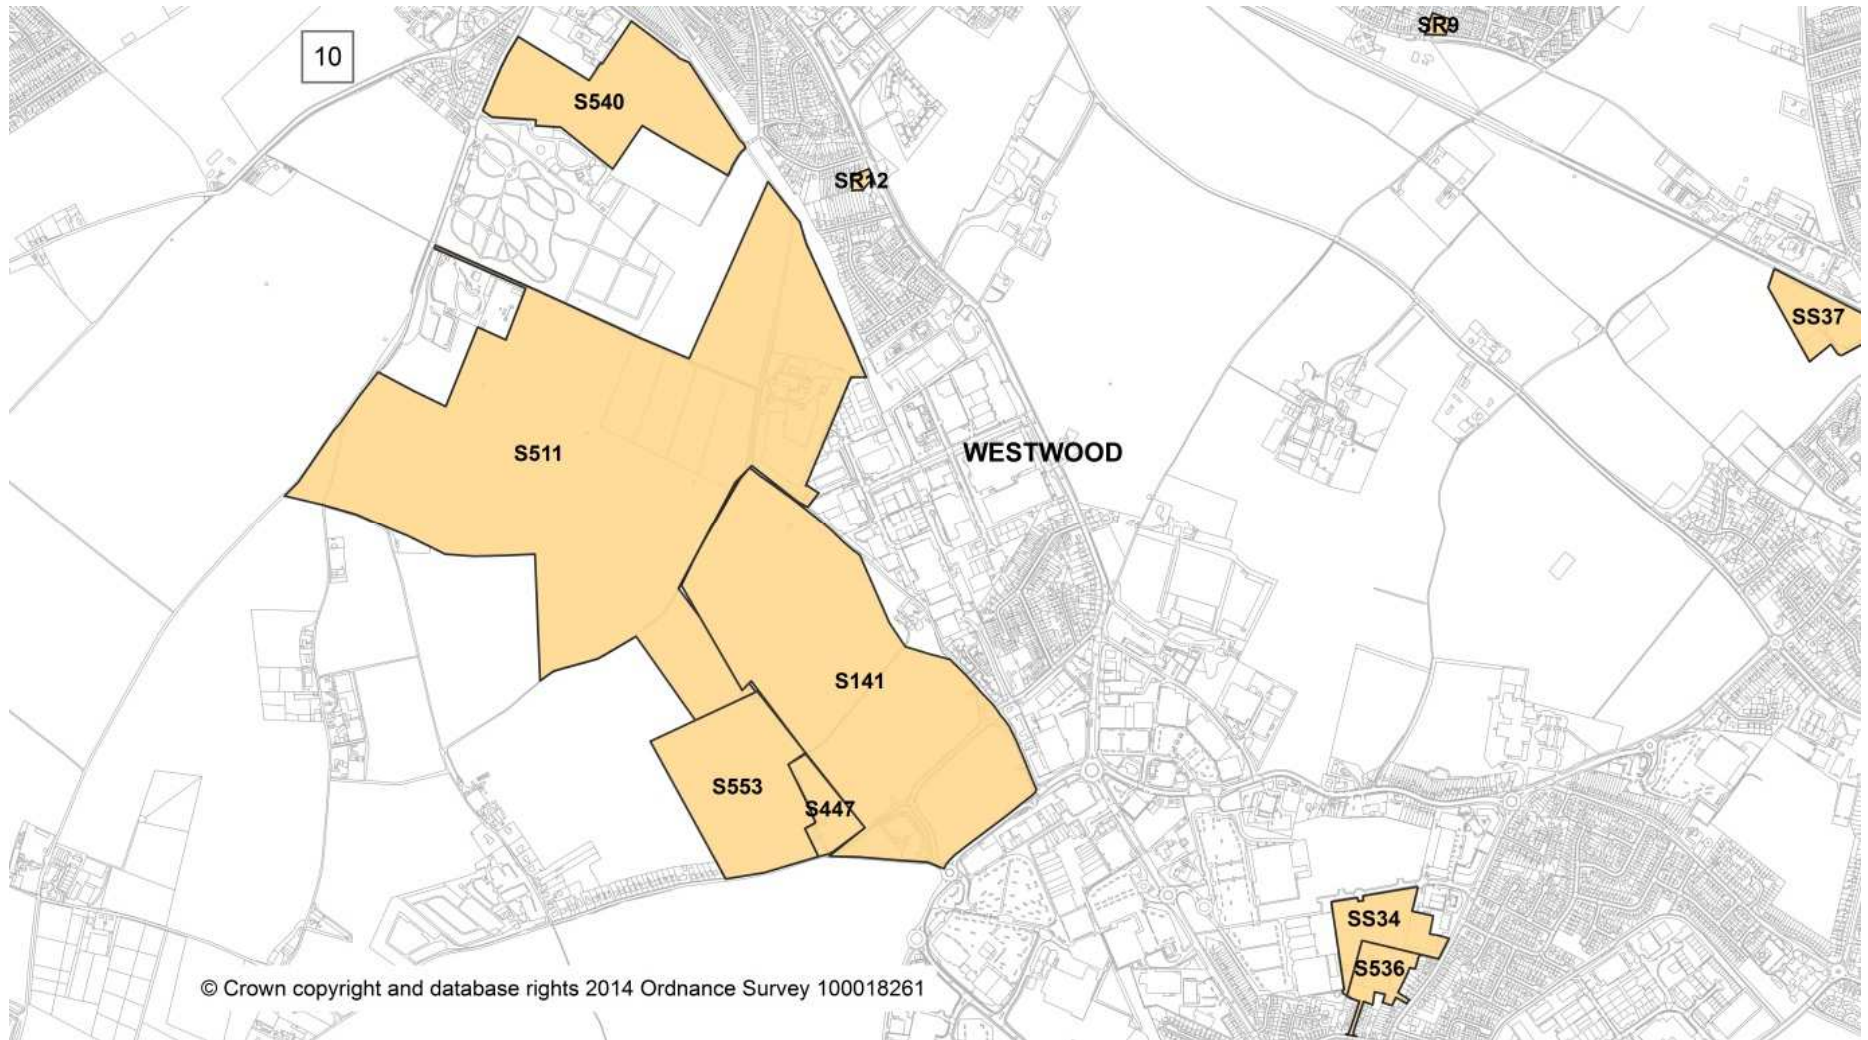 SR9
10
S540
SR12
SS37
S511
WESTWOOD
S141
S553
S447
SS34
S536
© Crown copyright and database rights 2014 Ordnance Survey 100018261